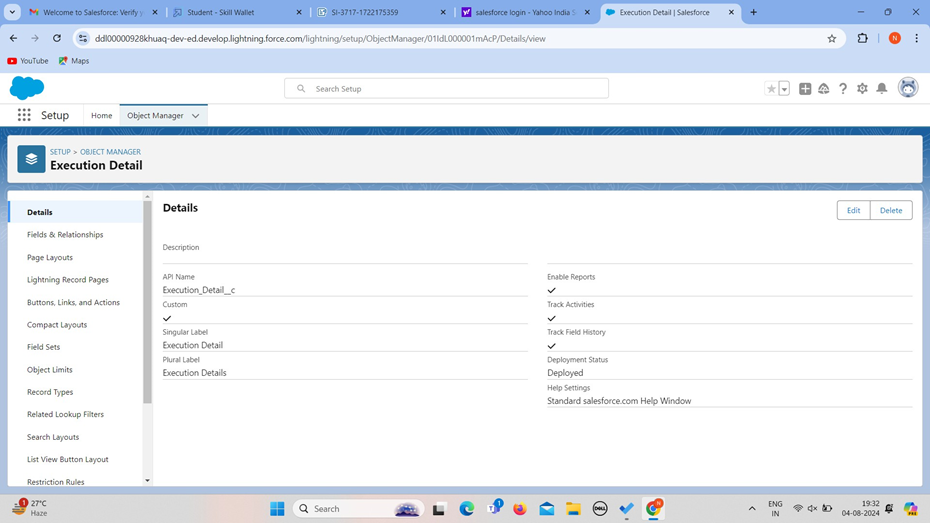 Welcome to Salesforce: Verify y
Student - Skill Wallet
SI-3717-1722175359
salesforce login - Yahoo India S
Execution Detail | Salesforce
ddl00000928khuaq-dev-ed.develop.lightning.force.com/lightning/setup/ObjectManager/01IdL000001mAcP/Details/view
N
YouTube
Maps
Search Setup
Setup
Home
Object Manager
SETUP > OBJECT MANAGER
Execution Detail
Details
Fields & Relationships
Page Layouts
Lightning Record Pages
Buttons, Links, and Actions
Compact Layouts
Field Sets
Object Limits
Record Types
Related Lookup Filters
Search Layouts
List View Button Layout
Restriction Rules
Details
Edit
Delete
Description
API Name
Execution_Detail__c
Custom
Singular Label
Execution Detail
Plural Label
Execution Details
Enable Reports
Track Activities
Track Field History
Deployment Status
Deployed
Help Settings
Standard salesforce.com Help Window
1
27°C
Haze
Search
1
DELL
N
ENG
IN
19:32
04-08-2024